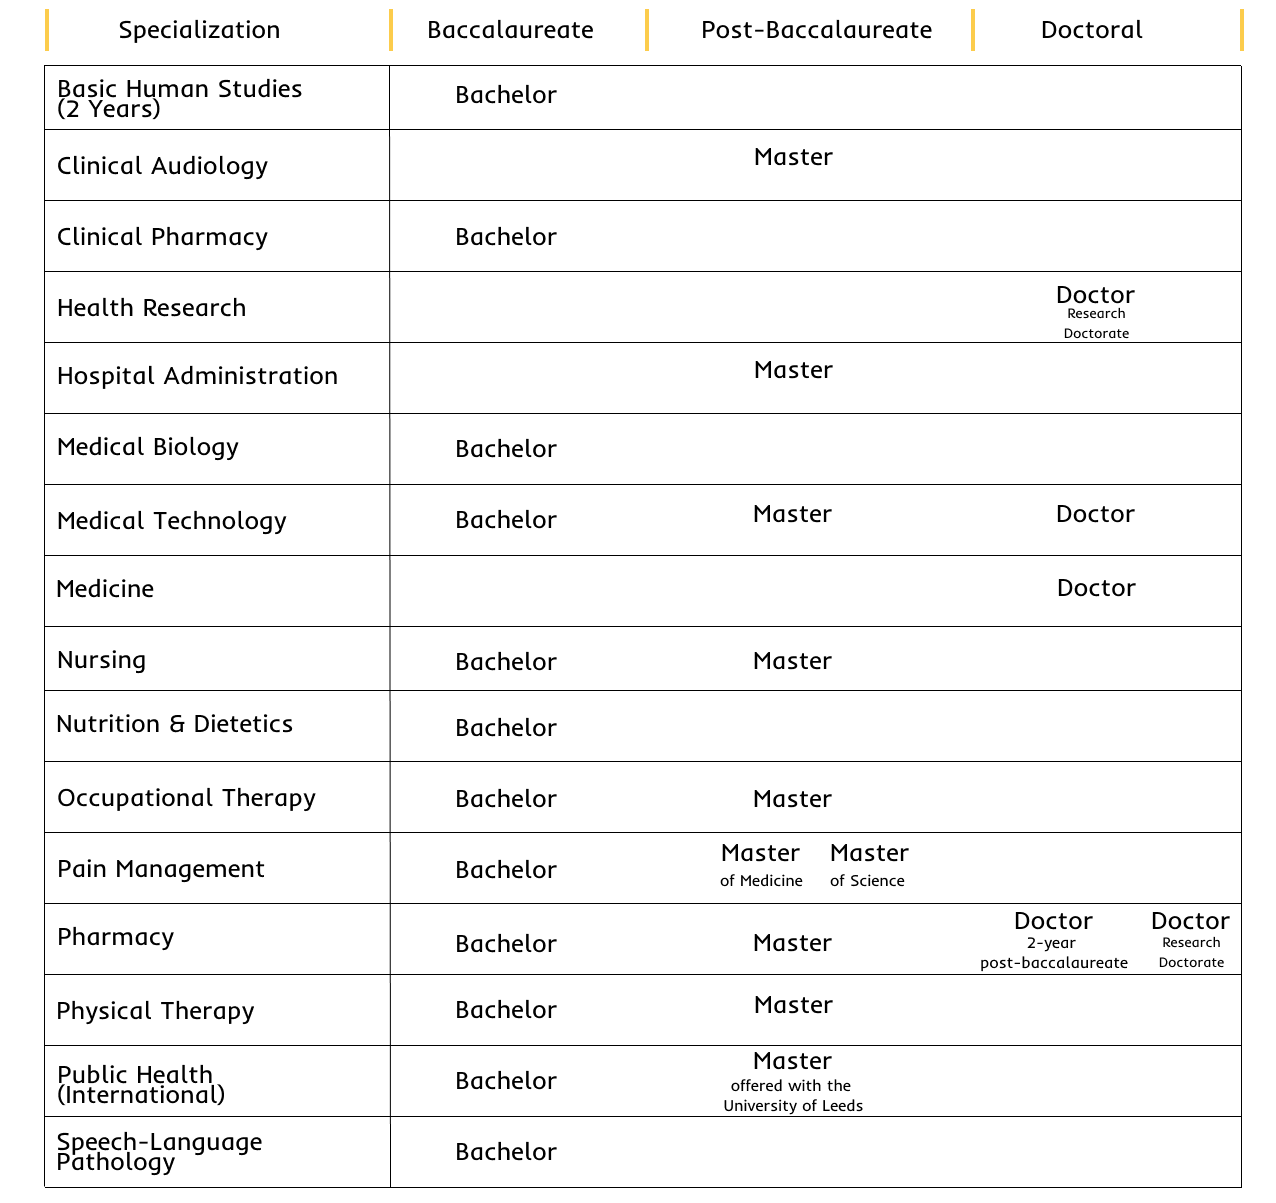 Specialization Baccalaureate Post-Baccalaureate Doctoral
Basic Human Studies
(2 Years)
Bachelor
Clinical Audiology Master
Clinical Pharmacy Bachelor
Health Research
Doctor
Research
Doctorate
Hospital Administration Master
Medical Biology Bachelor
Medical Technology Bachelor Master Doctor
Medicine Doctor
Nursing Bachelor Master
Nutrition & Dietetics Bachelor
Occupational Therapy Bachelor Master
Pain Management Bachelor
Master Master
of Medicine of Science
Pharmacy Bachelor Master
Doctor
2-year
post-baccalaureate
Doctor
Research
Doctorate
Physical Therapy Bachelor Master
Public Health
(International)
Bachelor
Master
offered with the
University of Leeds
Speech-Language
Pathology
Bachelor